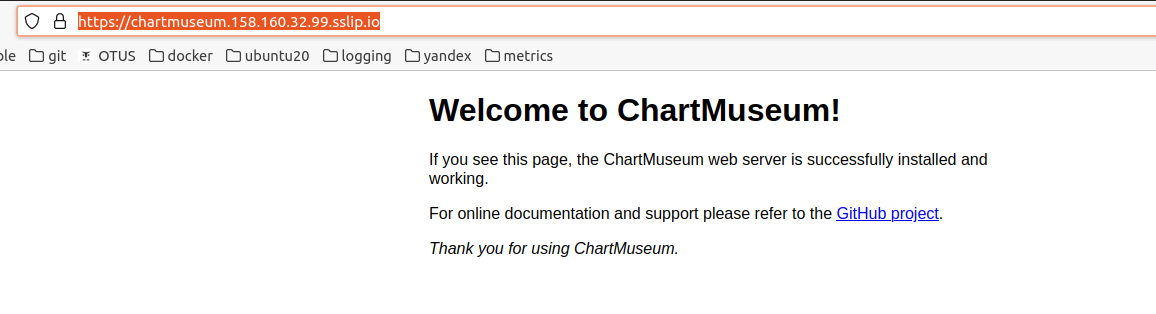 https://chartmuseum.158.160.32.99.sslip.io
git OTUS docker ubuntu20 logging yandex metrics
Welcome to ChartMuseum!
If you see this page, the ChartMuseum web server is successfully installed and
working.
For online documentation and support please refer to the GitHub project.
Thank you for using ChartMuseum.